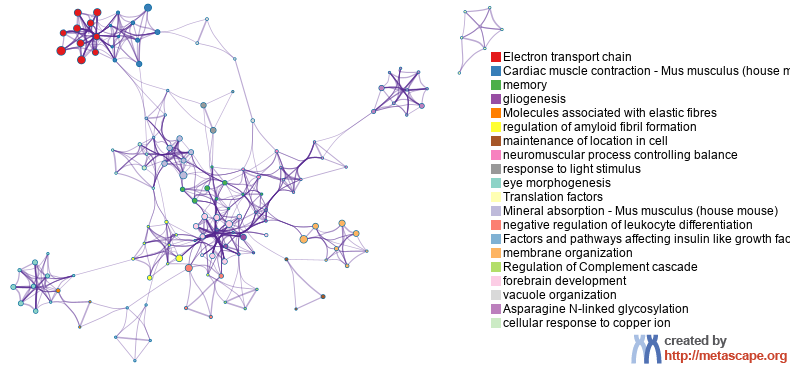 Electron transport chain
Cardiac muscle contraction - Mus musculus (house m
memory
gliogenesis
Molecules associated with elastic fibres
regulation of amyloid fibril formation
maintenance of location in cell
neuromuscular process controlling balance
response to light stimulus
eye morphogenesis
Translation factors
Mineral absorption - Mus musculus (house mouse)
negative regulation of leukocyte differentiation
Factors and pathways affecting insulin like growth fac
membrane organization
Regulation of Complement cascade
forebrain development
vacuole organization
Asparagine N-linked glycosylation
cellular response to copper ion
created by
http://metascape.org